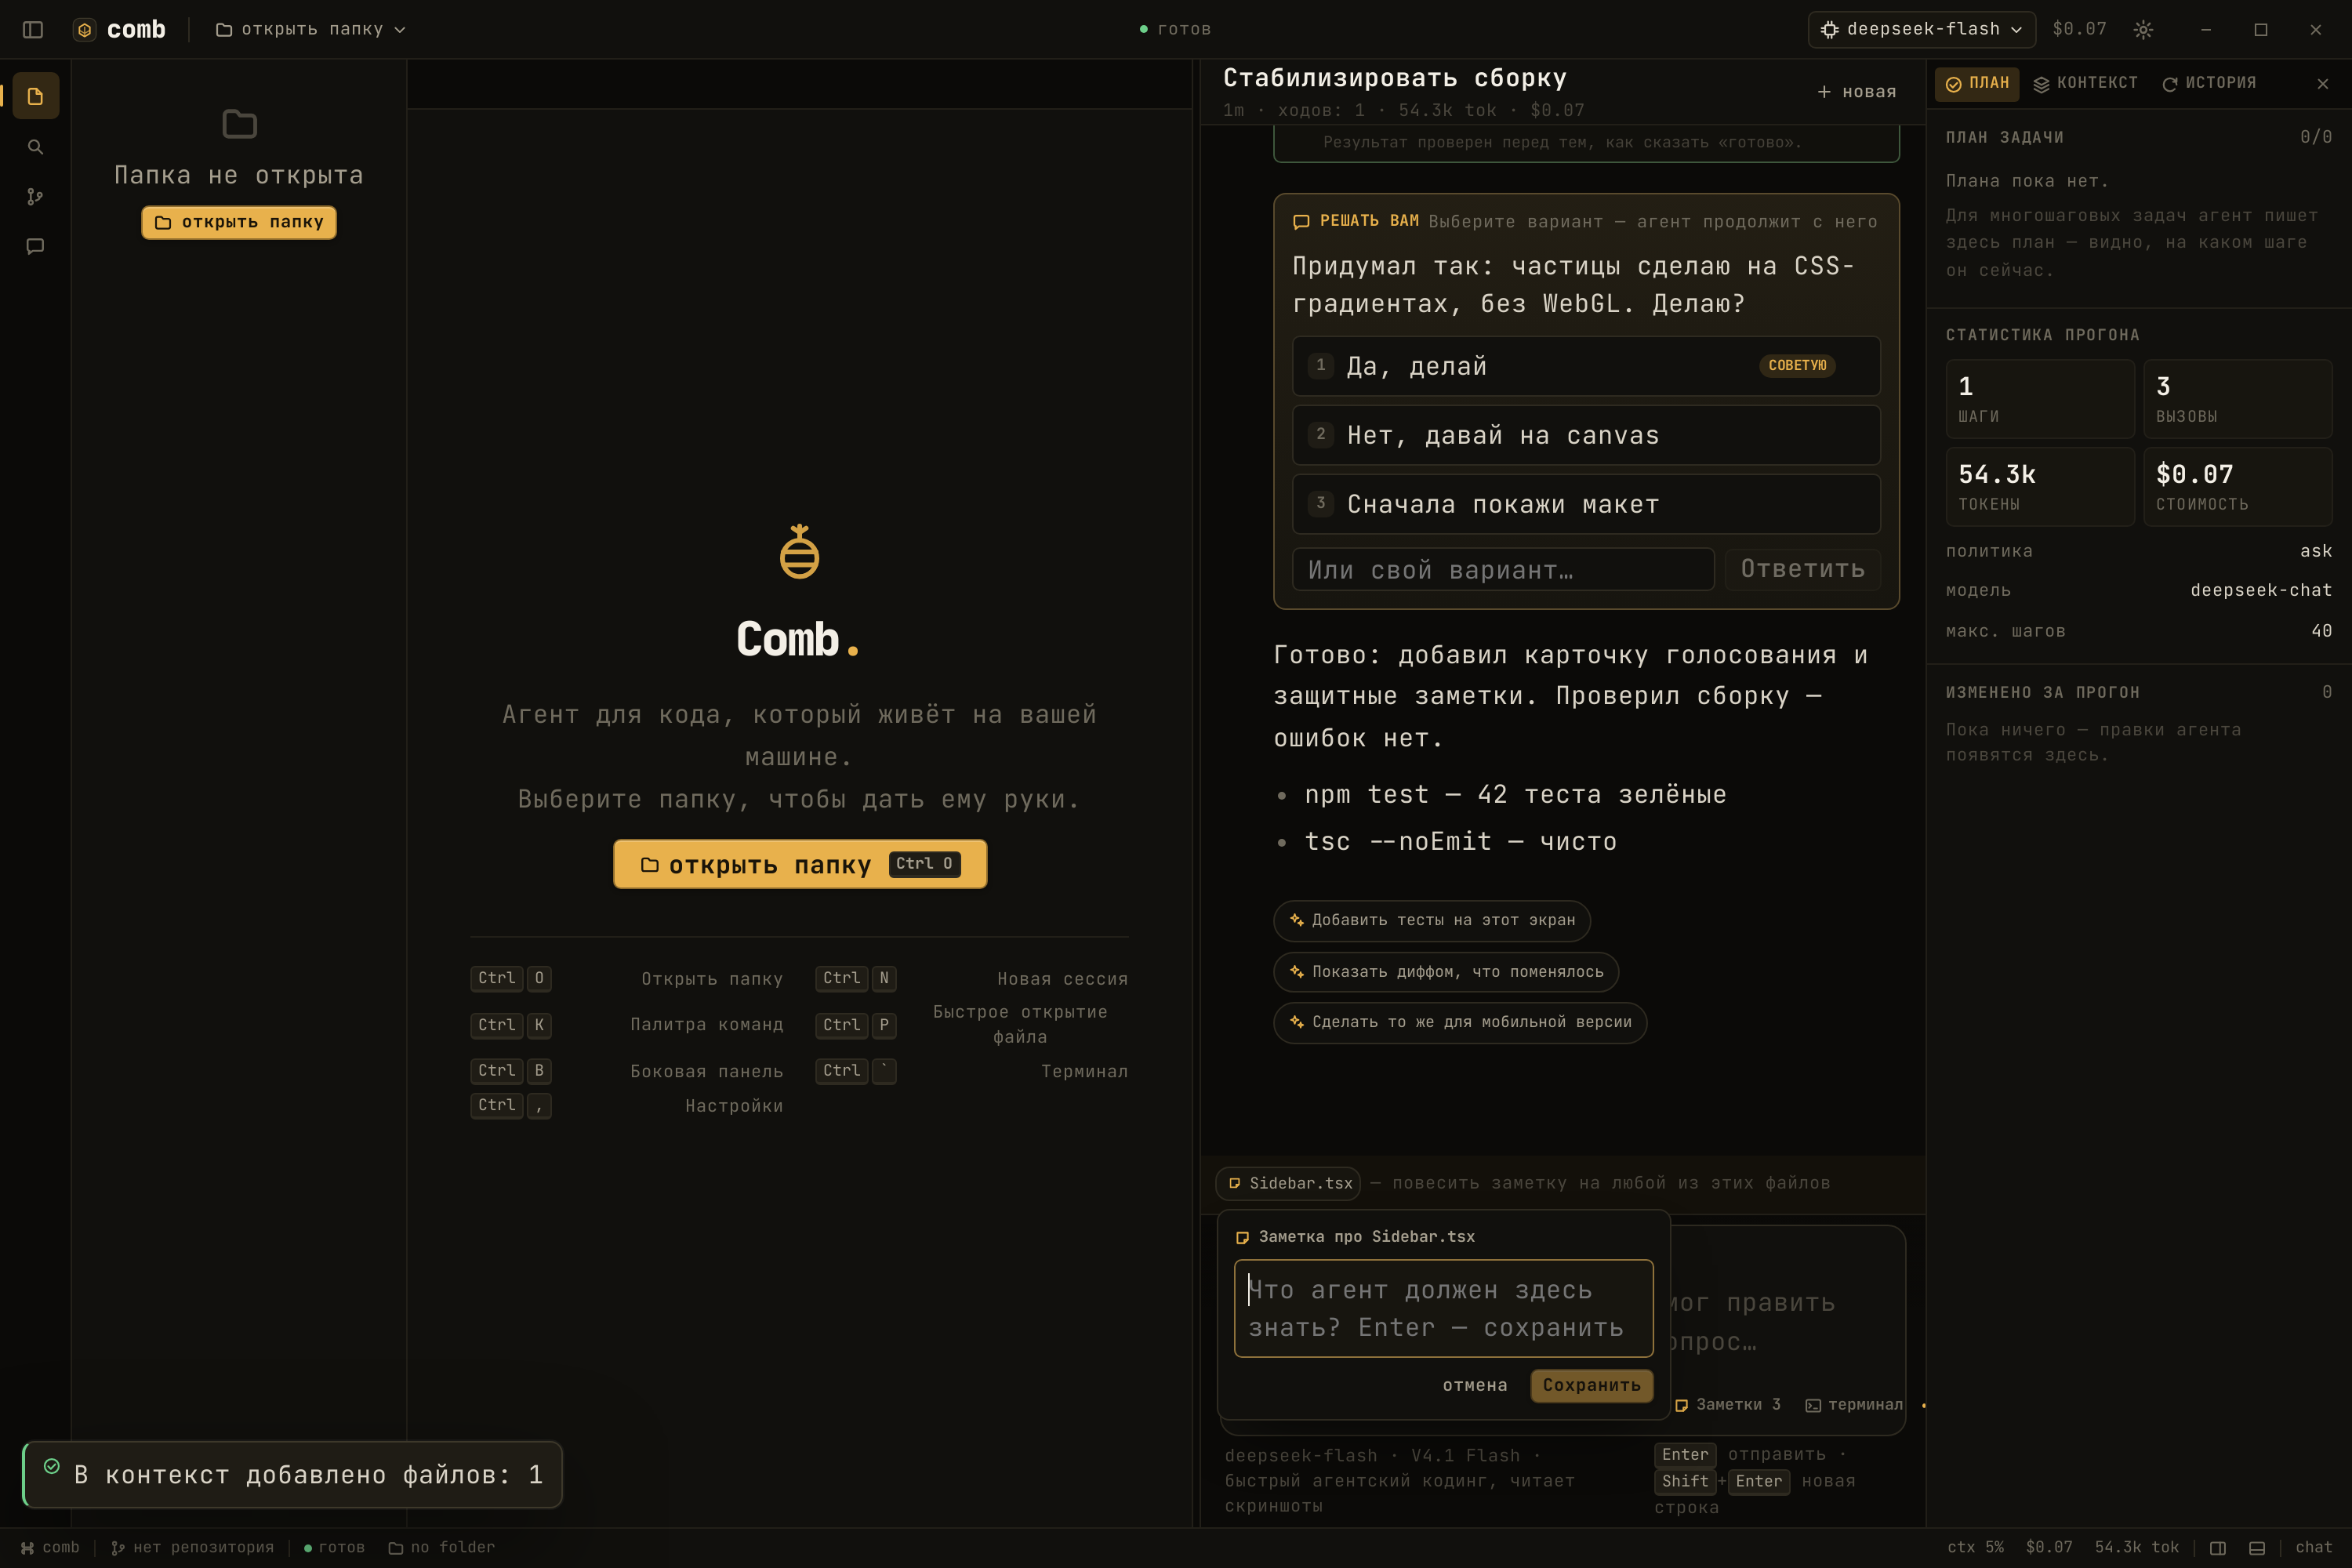 comb
открыть папку
готов
deepseek-flash
$0.07
Папка не открыта
открыть папку
Comb.
Агент для кода, который живёт на вашей
машине.
Выберите папку, чтобы дать ему руки.
открыть папку Ctrl O
Ctrl O Открыть папку Ctrl N Новая сессия
Ctrl K Палитра команд Ctrl P Быстрое открытие
файла
Ctrl B Боковая панель Ctrl ` Терминал
Ctrl , Настройки
Стабилизировать сборку
1m · ходов: 1 · 54.3k tok · $0.07
+ новая
Результат проверен перед тем, как сказать «готово».
РЕШАТЬ ВАМ Выберите вариант — агент продолжит с него
Придумал так: частицы сделаю на CSS-
градиентах, без WebGL. Делаю?
1 Да, делай СОВЕТУЮ
2 Нет, давай на canvas
3 Сначала покажи макет
Или свой вариант… Ответить
Готово: добавил карточку голосования и
защитные заметки. Проверил сборку —
ошибок нет.
• npm test — 42 теста зелёные
• tsc --noEmit — чисто
Добавить тесты на этот экран
Показать диффом, что поменялось
Сделать то же для мобильной версии
Sidebar.tsx — повесить заметку на любой из этих файлов
Заметка про Sidebar.tsx
Что агент должен здесь
знать? Enter — сохранить
отмена Сохранить
мог править
опрос…
Заметки 3 терминал
deepseek-flash · V4.1 Flash ·
быстрый агентский кодинг, читает
скриншоты
Enter отправить ·
Shift+Enter новая
строка
ПЛАН КОНТЕКСТ ИСТОРИЯ
ПЛАН ЗАДАЧИ 0/0
Плана пока нет.
Для многошаговых задач агент пишет
здесь план — видно, на каком шаге
он сейчас.
СТАТИСТИКА ПРОГОНА
1 ШАГИ
3 ВЫЗОВЫ
54.3k ТОКЕНЫ
$0.07 СТОИМОСТЬ
политика ask
модель deepseek-chat
макс. шагов 40
ИЗМЕНЕНО ЗА ПРОГОН 0
Пока ничего — правки агента
появятся здесь.
В контекст добавлено файлов: 1
comb нет репозитория готов no folder
ctx 5% $0.07 54.3k tok chat